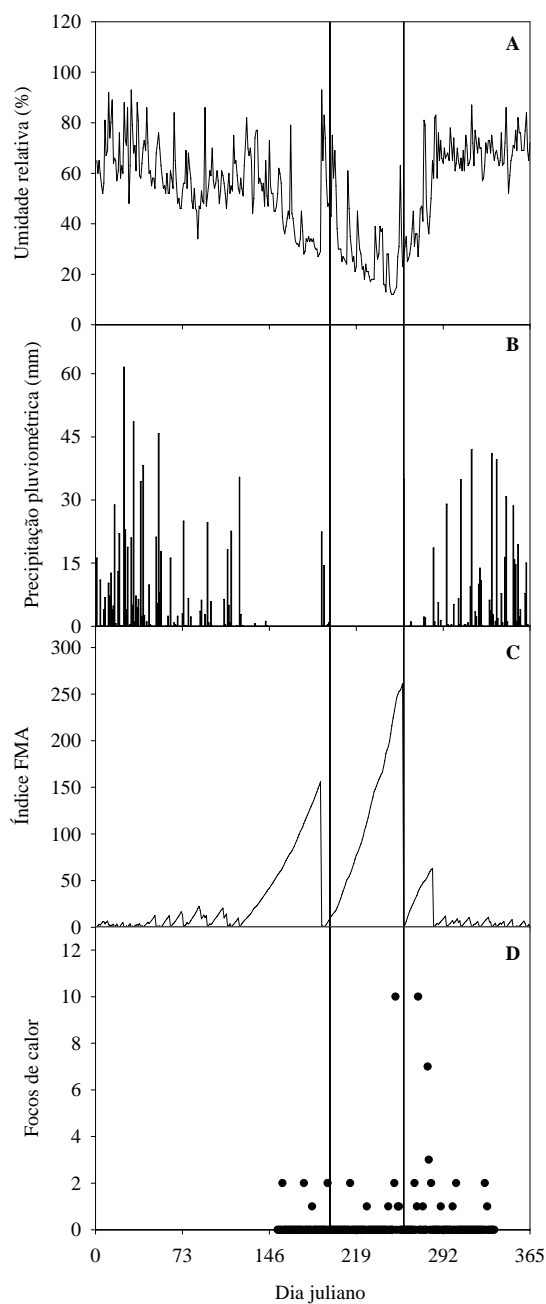 120
A
100
80
60
40
20
0
Umidade relativa (%)
B
60
45
30
15
0
Precipitação pluviométrica (mm)
300
C
250
200
150
100
50
0
Índice FMA
12
D
10
8
6
4
2
0
Focos de calor
0 73 146 219 292 365
Dia juliano